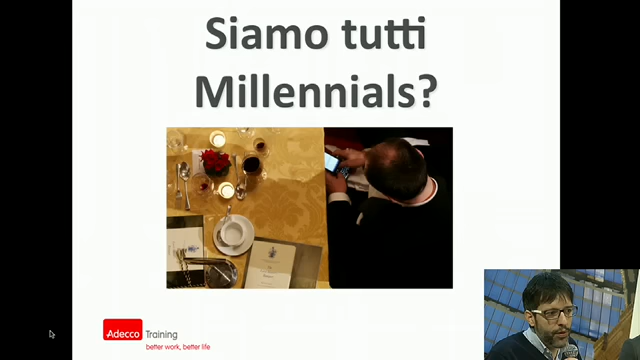 Siamo tutti
Millennials?
Adecco Training
better work, better life